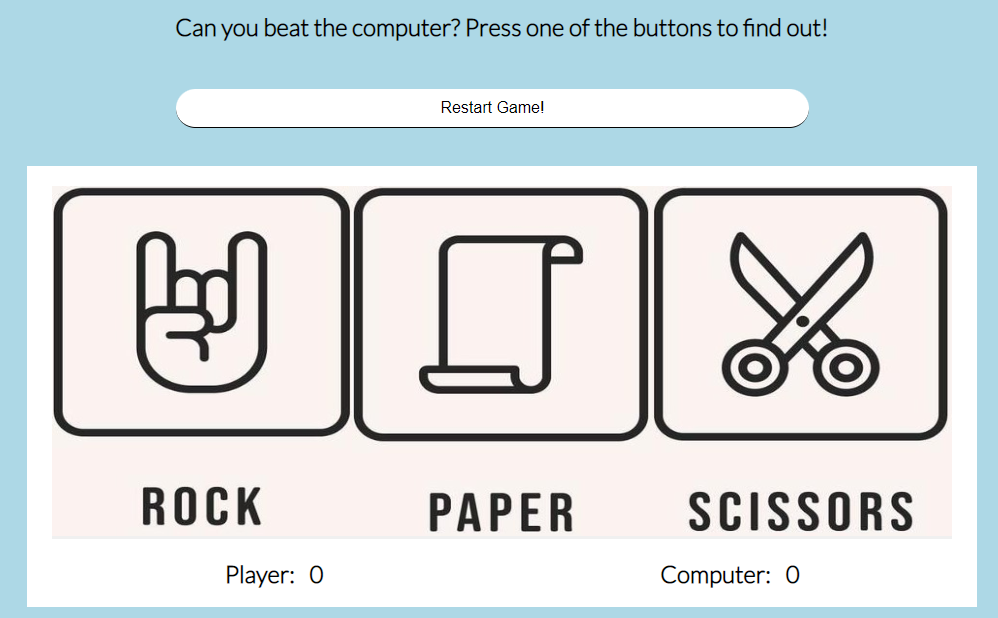 Can you beat the computer? Press one of the buttons to find out!
Restart Game!
ROCK PAPER SCISSORS
Player: 0 Computer: 0